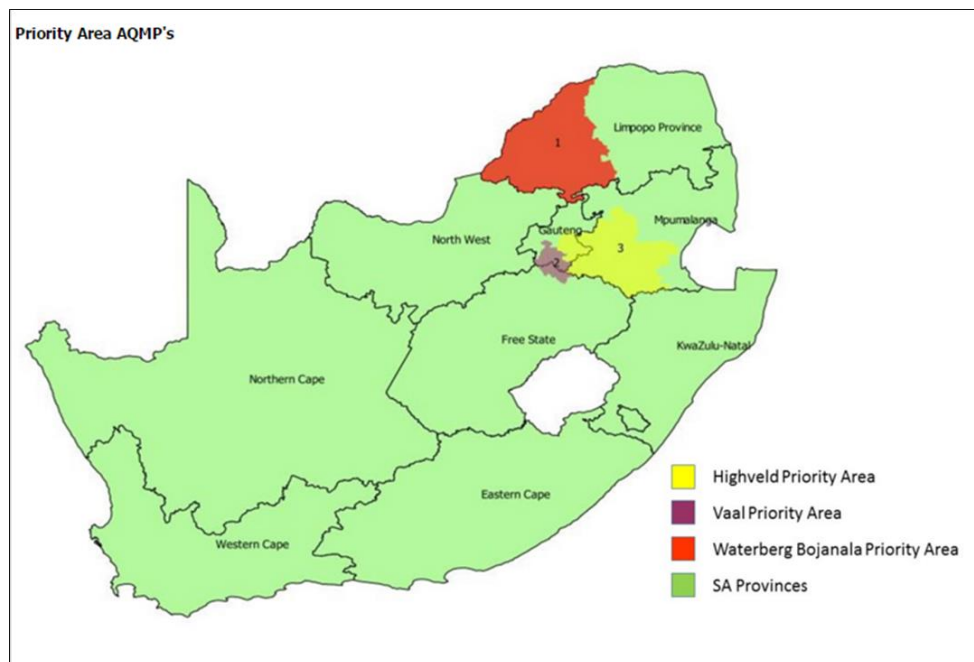 Priority Area AQMP's
Limpopo Province
1
Mpumalanga
Gauteng
North West
3
2
Free State
KwaZulu-Natal
Northern Cape
Highveld Priority Area
Eastern Cape
Vaal Priority Area
Western Cape
Waterberg Bojanala Priority Area
SA Provinces